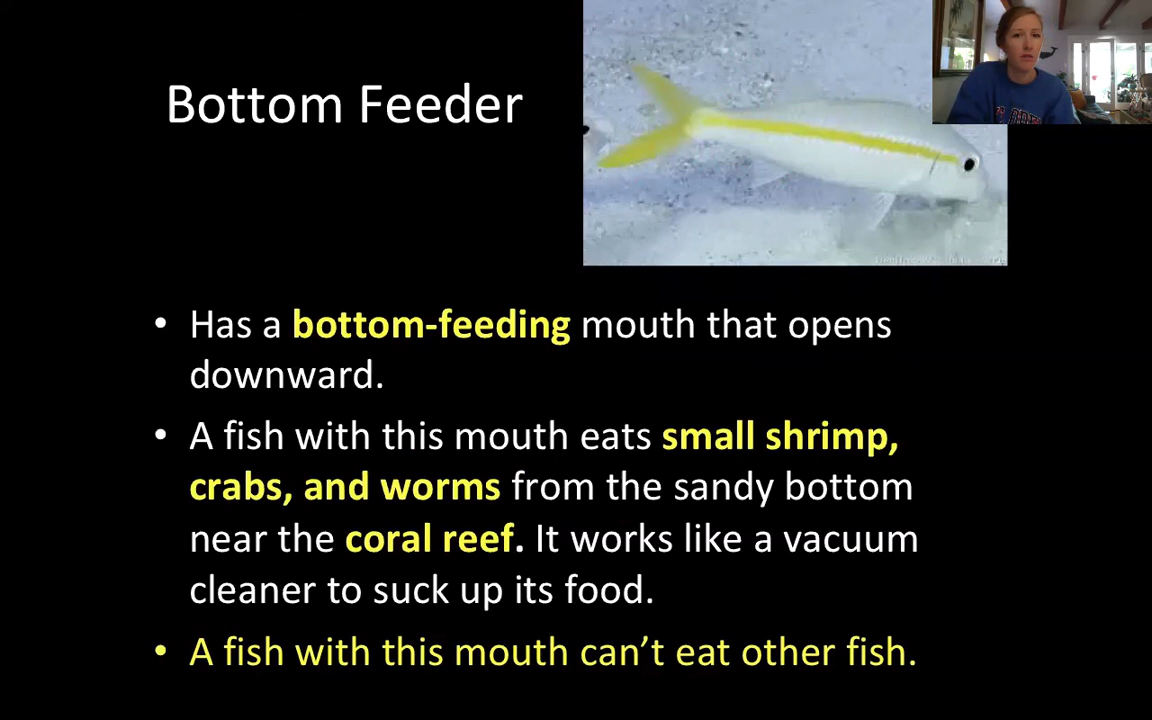 Bottom Feeder
• Has a bottom-feeding mouth that opens
downward.
• A fish with this mouth eats small shrimp,
crabs, and worms from the sandy bottom
near the coral reef. It works like a vacuum
cleaner to suck up its food.
• A fish with this mouth can’t eat other fish.